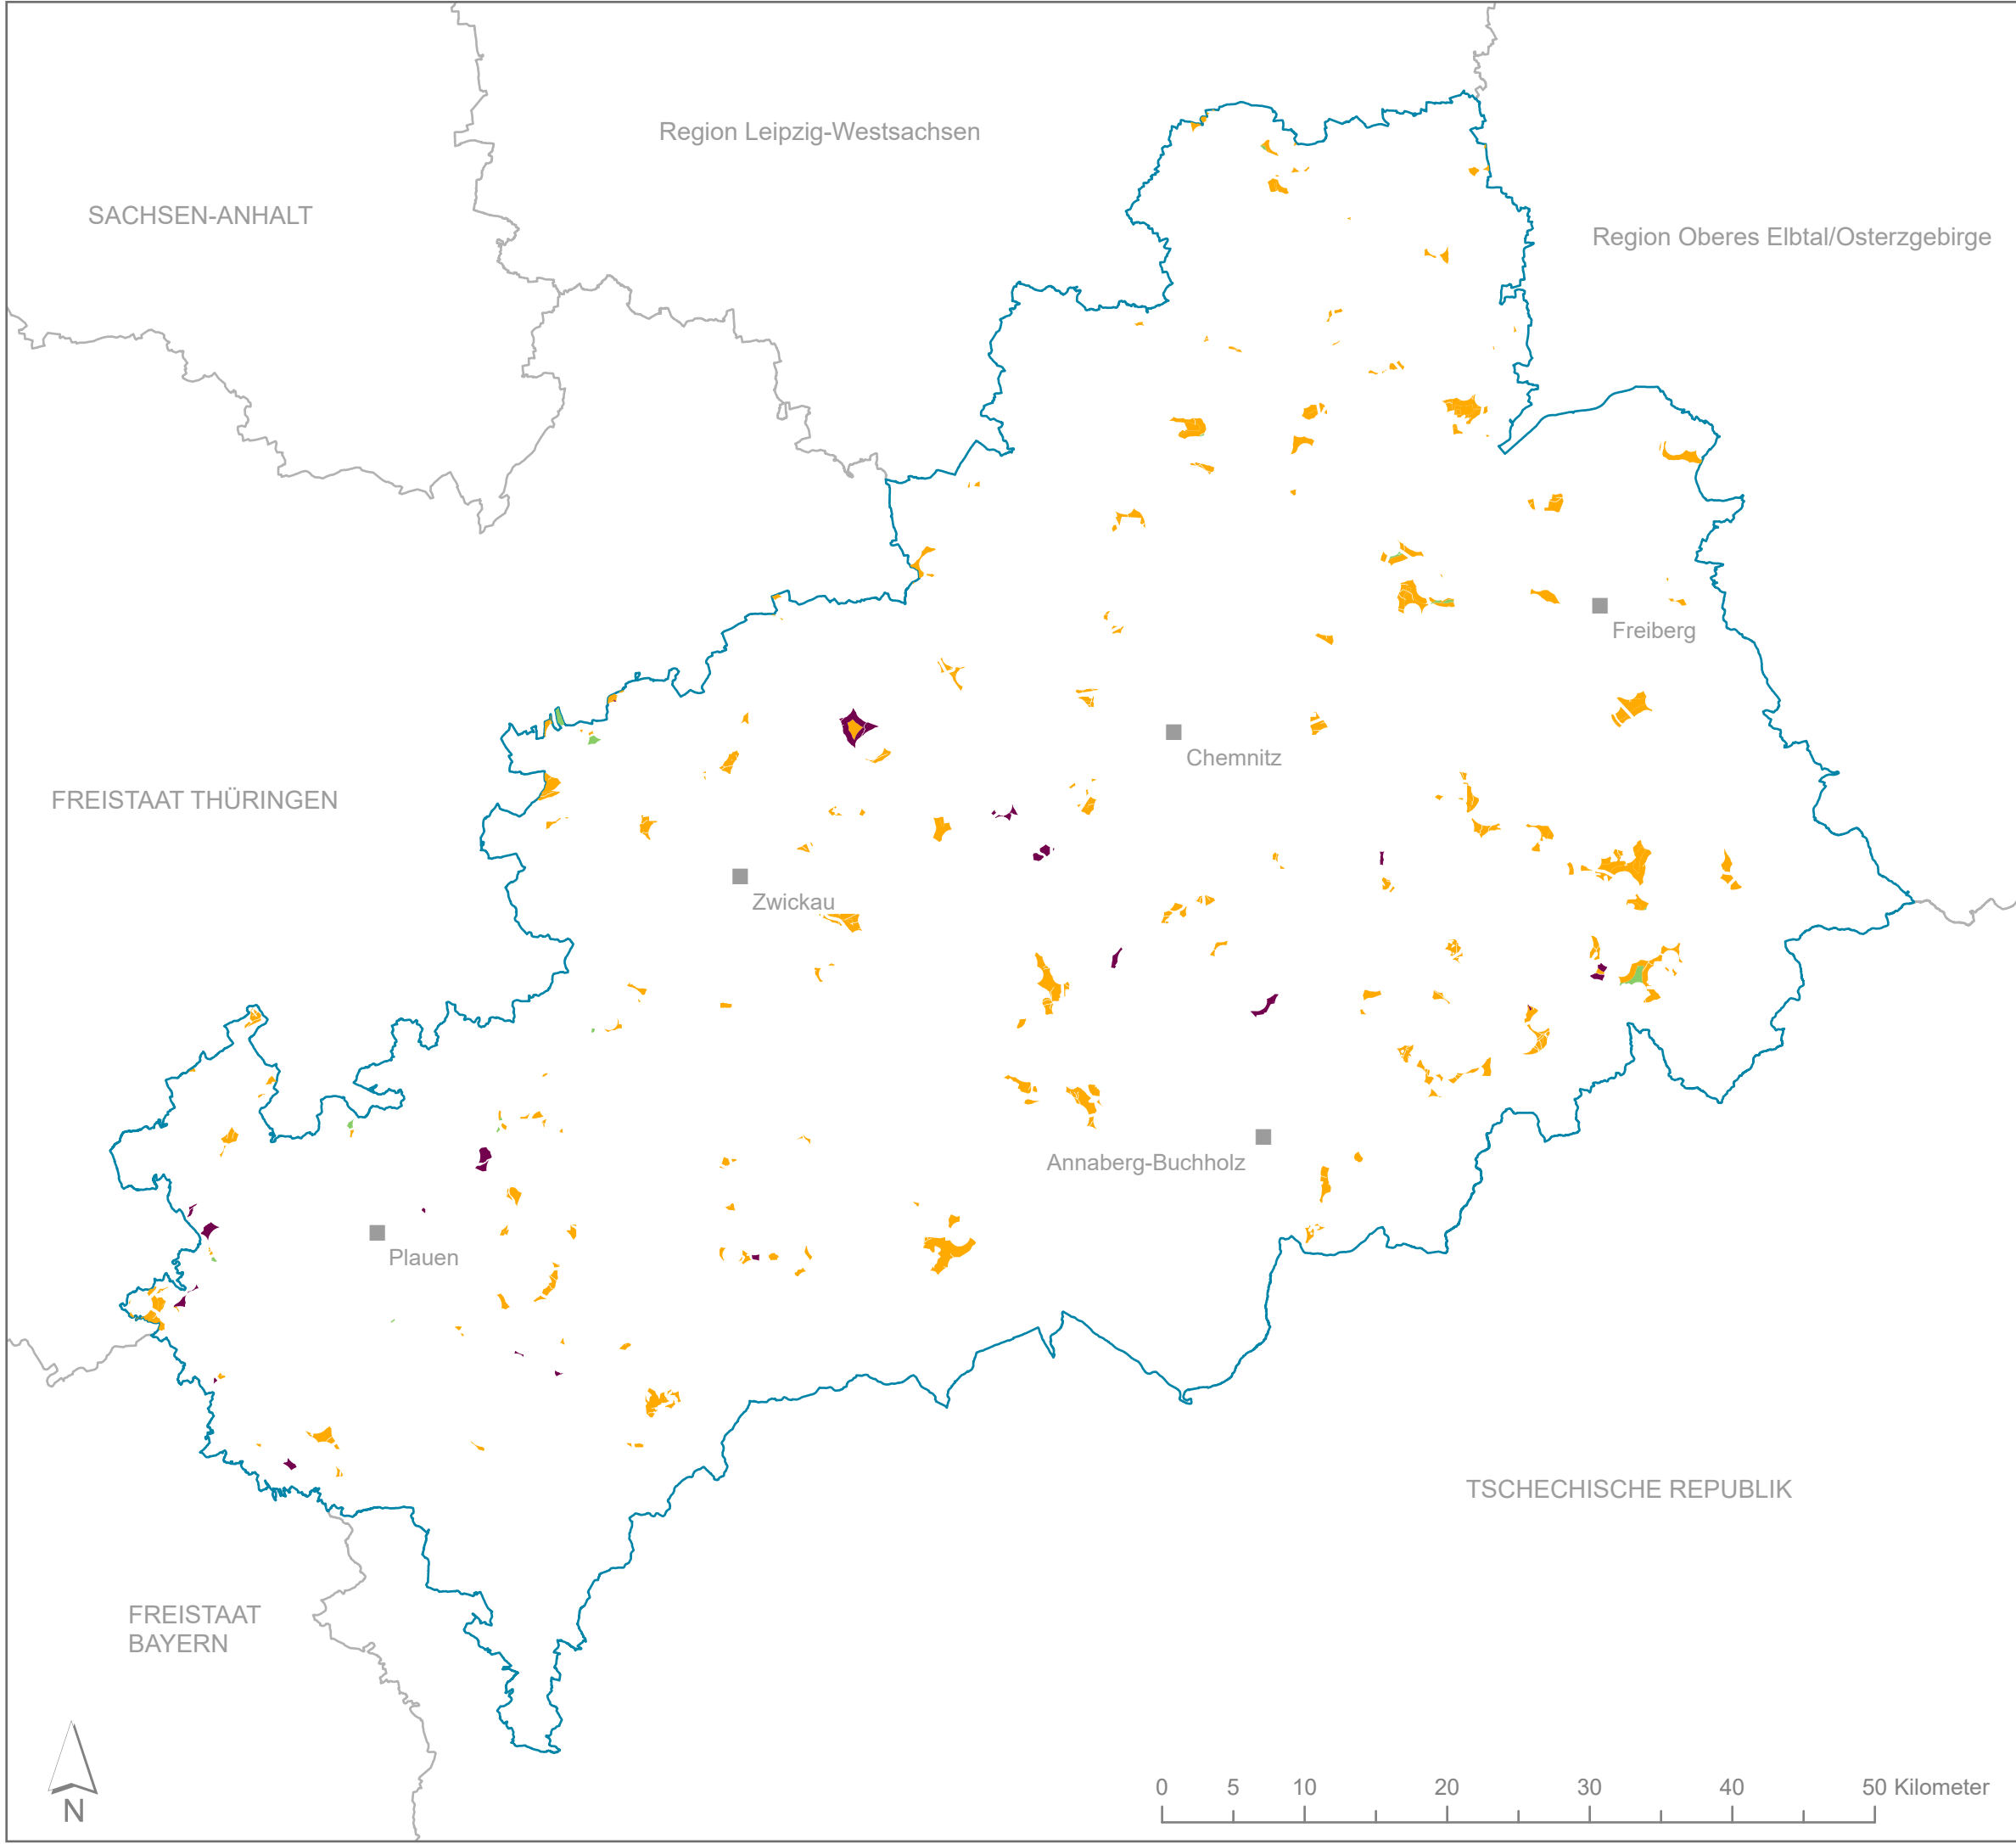 Region Leipzig-Westsachsen
SACHSEN-ANHALT
Region Oberes Elbtal/Osterzgebirge
Freiberg
Chemnitz
FREISTAAT THÜRINGEN
Zwickau
Annaberg-Buchholz
Plauen
TSCHECHISCHE REPUBLIK
FREISTAAT
BAYERN
0 5 10 20 30 40 50 Kilometer
N